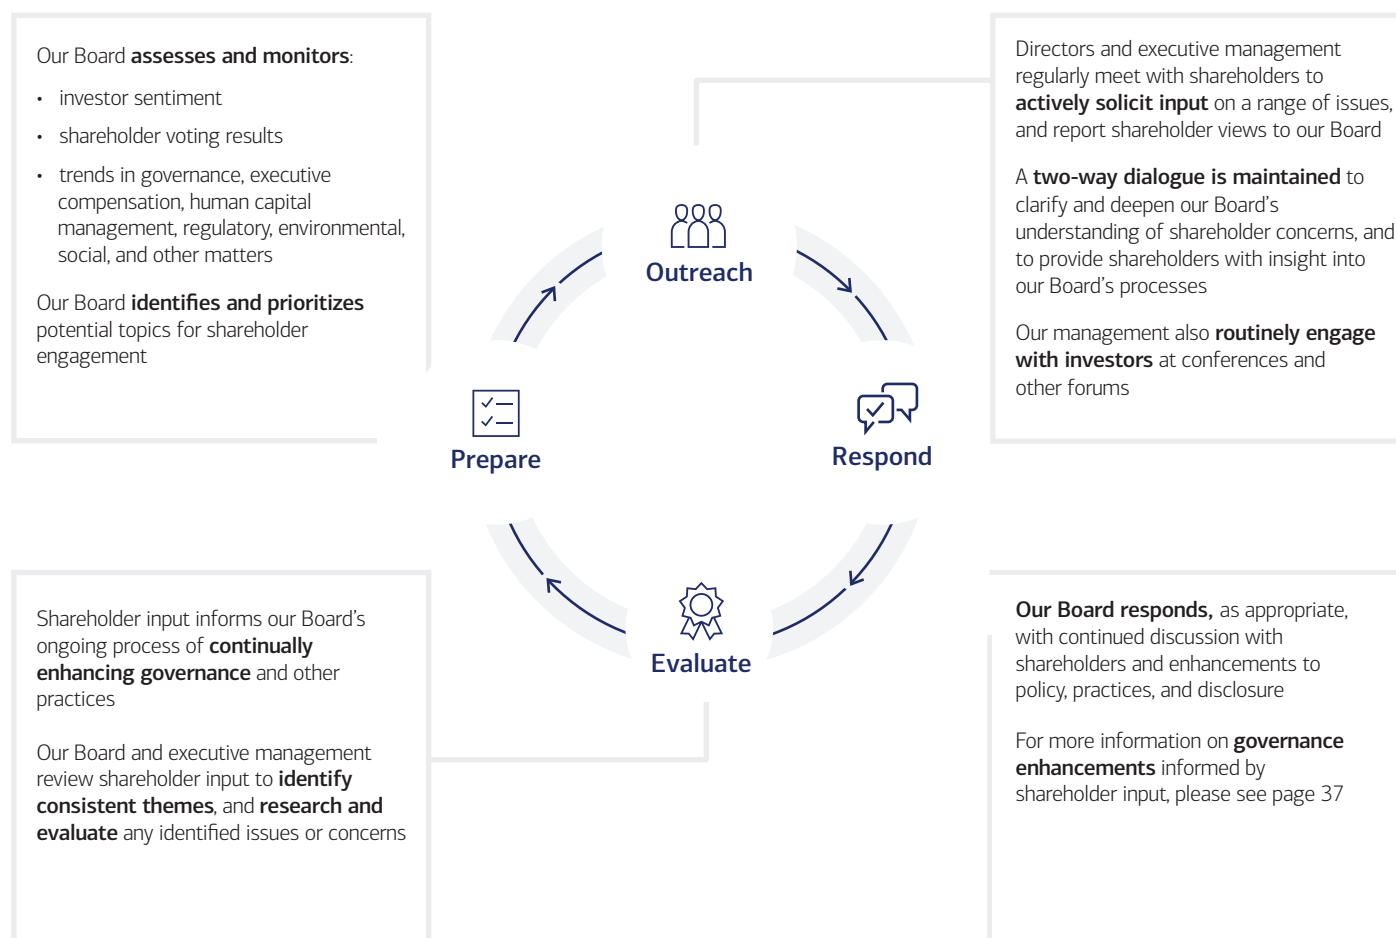 Our Board assesses and monitors:
• investor sentiment
• shareholder voting results
• trends in governance, executive
compensation, human capital
management, regulatory, environmental,
social, and other matters
Our Board identifies and prioritizes
potential topics for shareholder
engagement
Outreach
Directors and executive management
regularly meet with shareholders to
actively solicit input on a range of issues,
and report shareholder views to our Board
A two-way dialogue is maintained to
clarify and deepen our Board's
understanding of shareholder concerns, and
to provide shareholders with insight into
our Board's processes
Our management also routinely engage
with investors at conferences and
other forums
Prepare
Respond
Shareholder input informs our Board's
ongoing process of continually
enhancing governance and other
practices
Our Board and executive management
review shareholder input to identify
consistent themes, and research and
evaluate any identified issues or concerns
Evaluate
Our Board responds, as appropriate,
with continued discussion with
shareholders and enhancements to
policy, practices, and disclosure
For more information on governance
enhancements informed by
shareholder input, please see page 37